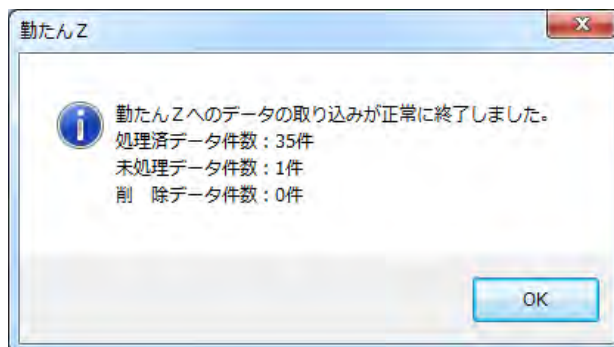 勤たんＺ
勤たんＺへのデータの取り込みが正常に終了しました。
処理済データ件数：35件
未処理データ件数：1件
削　除データ件数：0件
OK